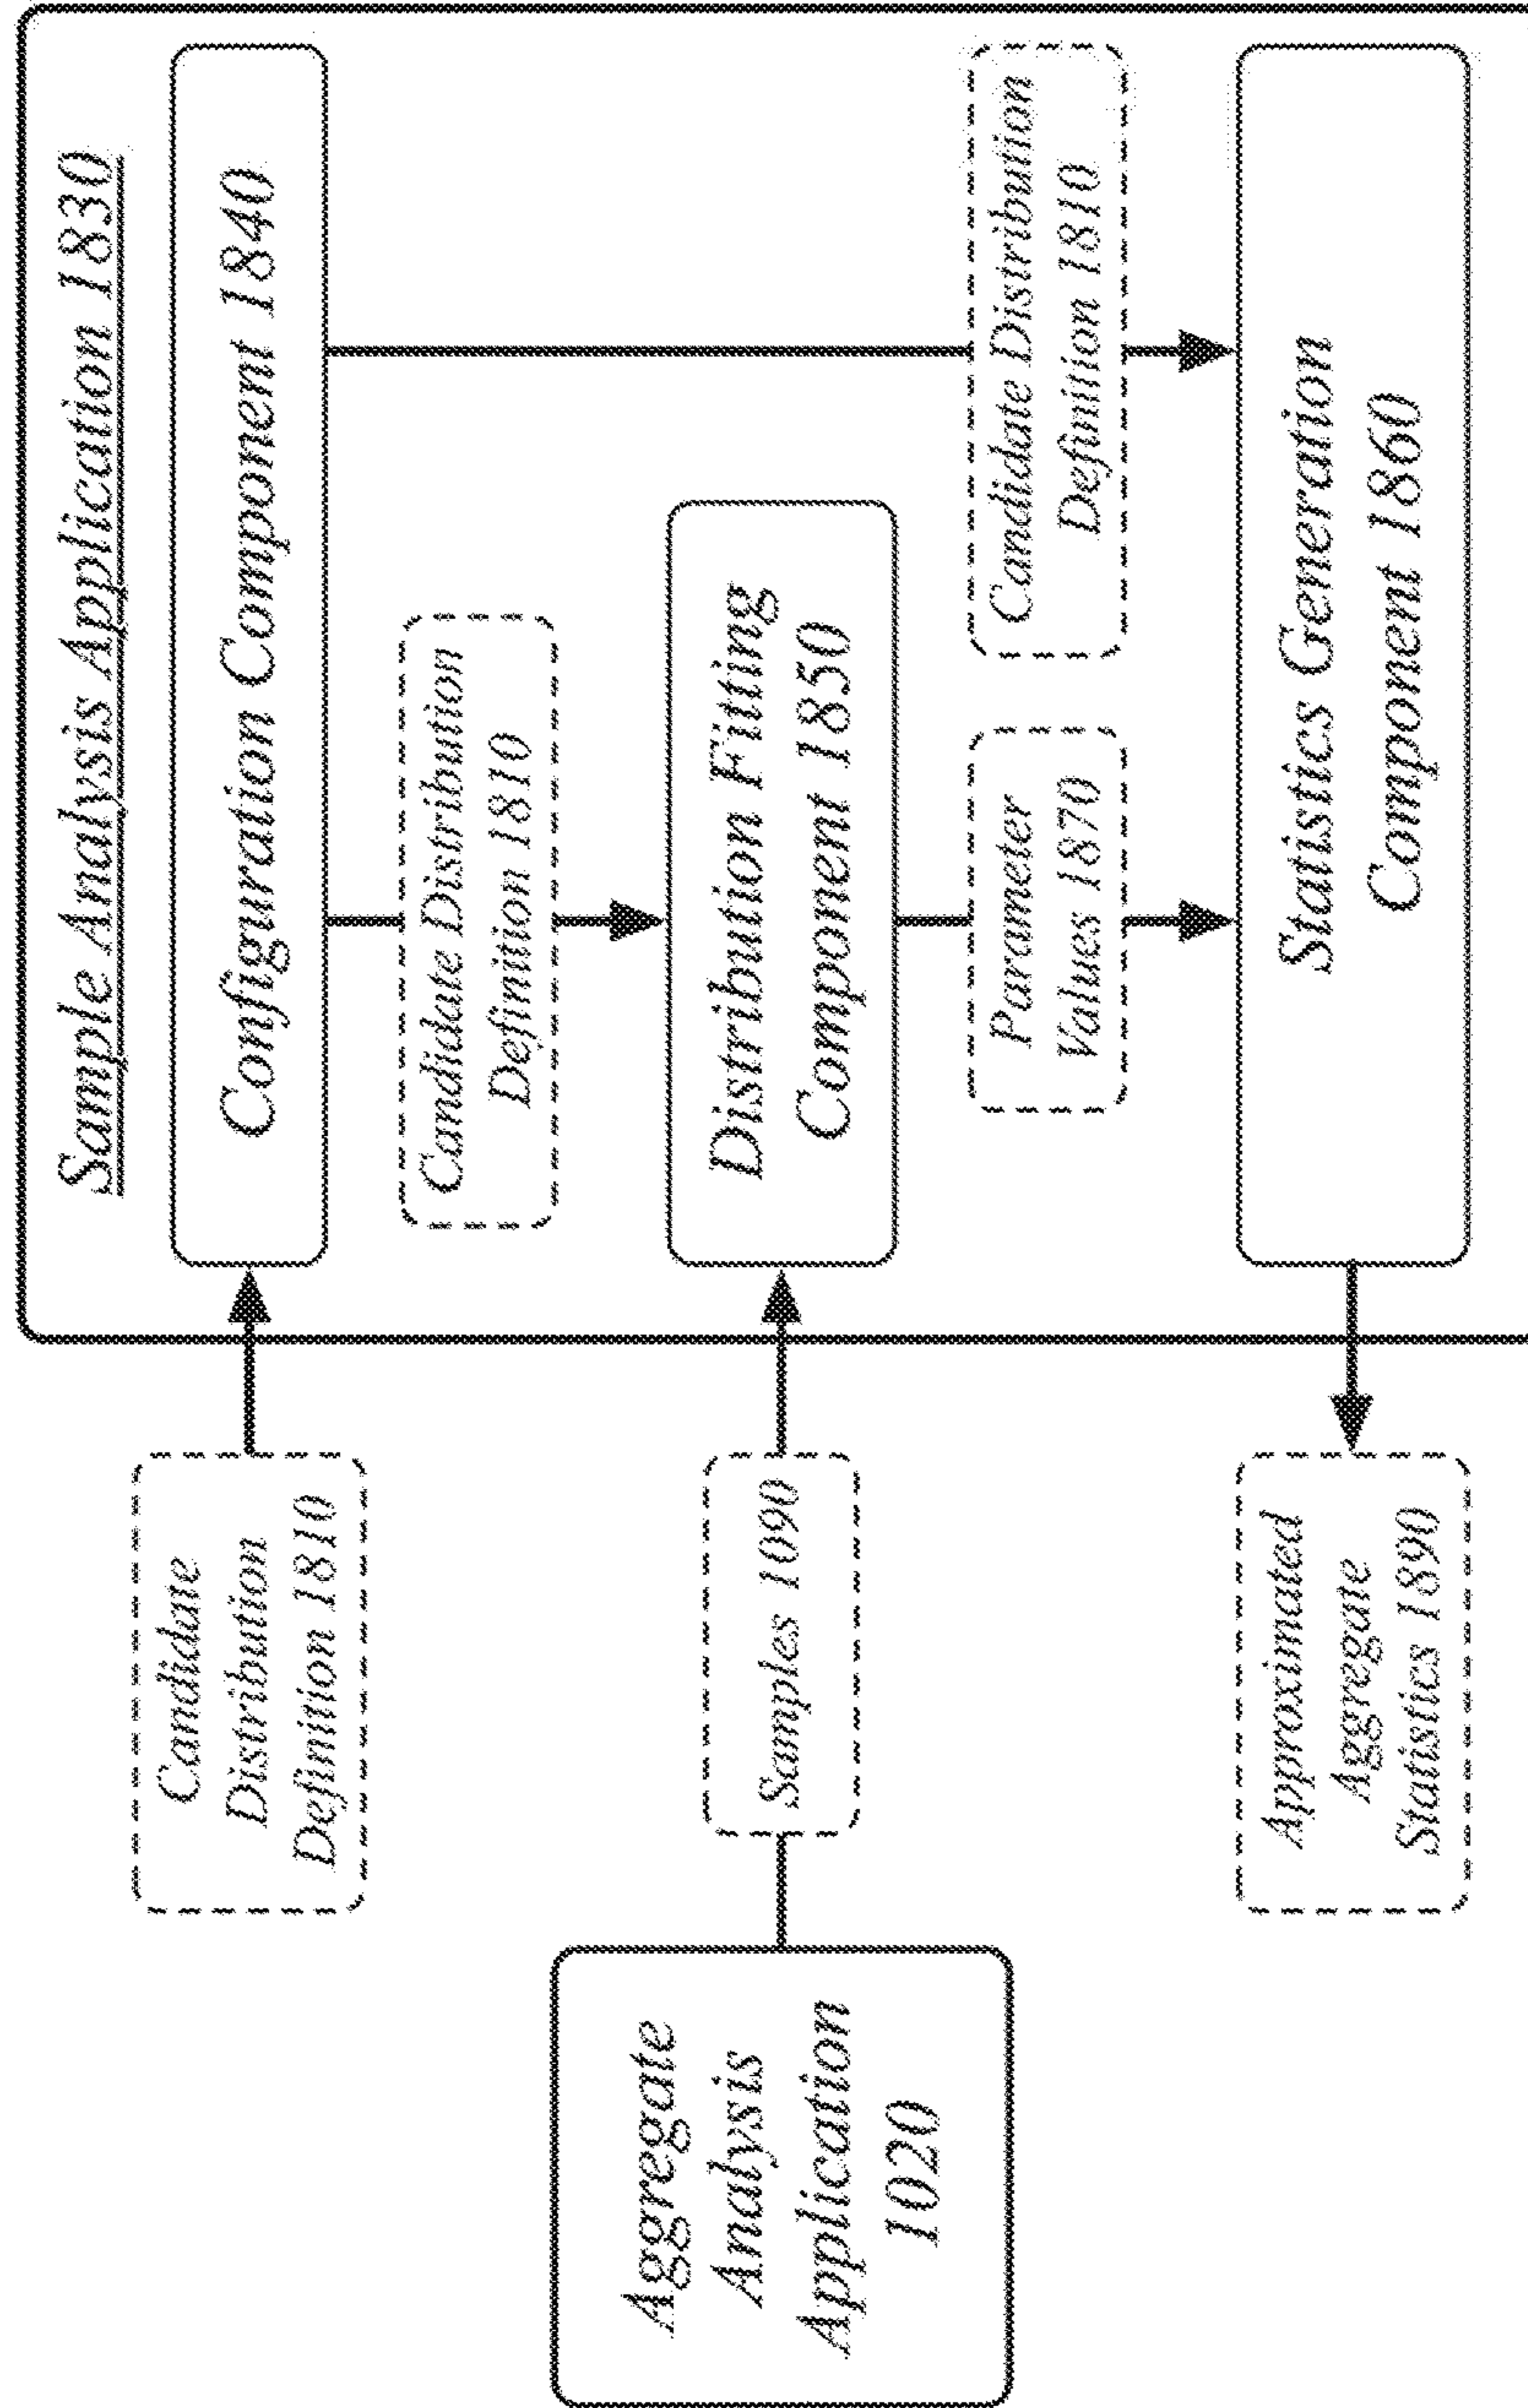 Sample Analysis Application 1830
Candidate
Distribution
Definition 1810
Configuration Component 1840
Candidate Distribution
Definition 1810
Aggregate
Analysis
Application
1020
Samples 1090
Distribution Fitting
Component 1850
Parameter
Values 1870
Candidate Distribution
Definition 1810
Approximated
Aggregate
Statistics 1890
Statistics Generation
Component 1860